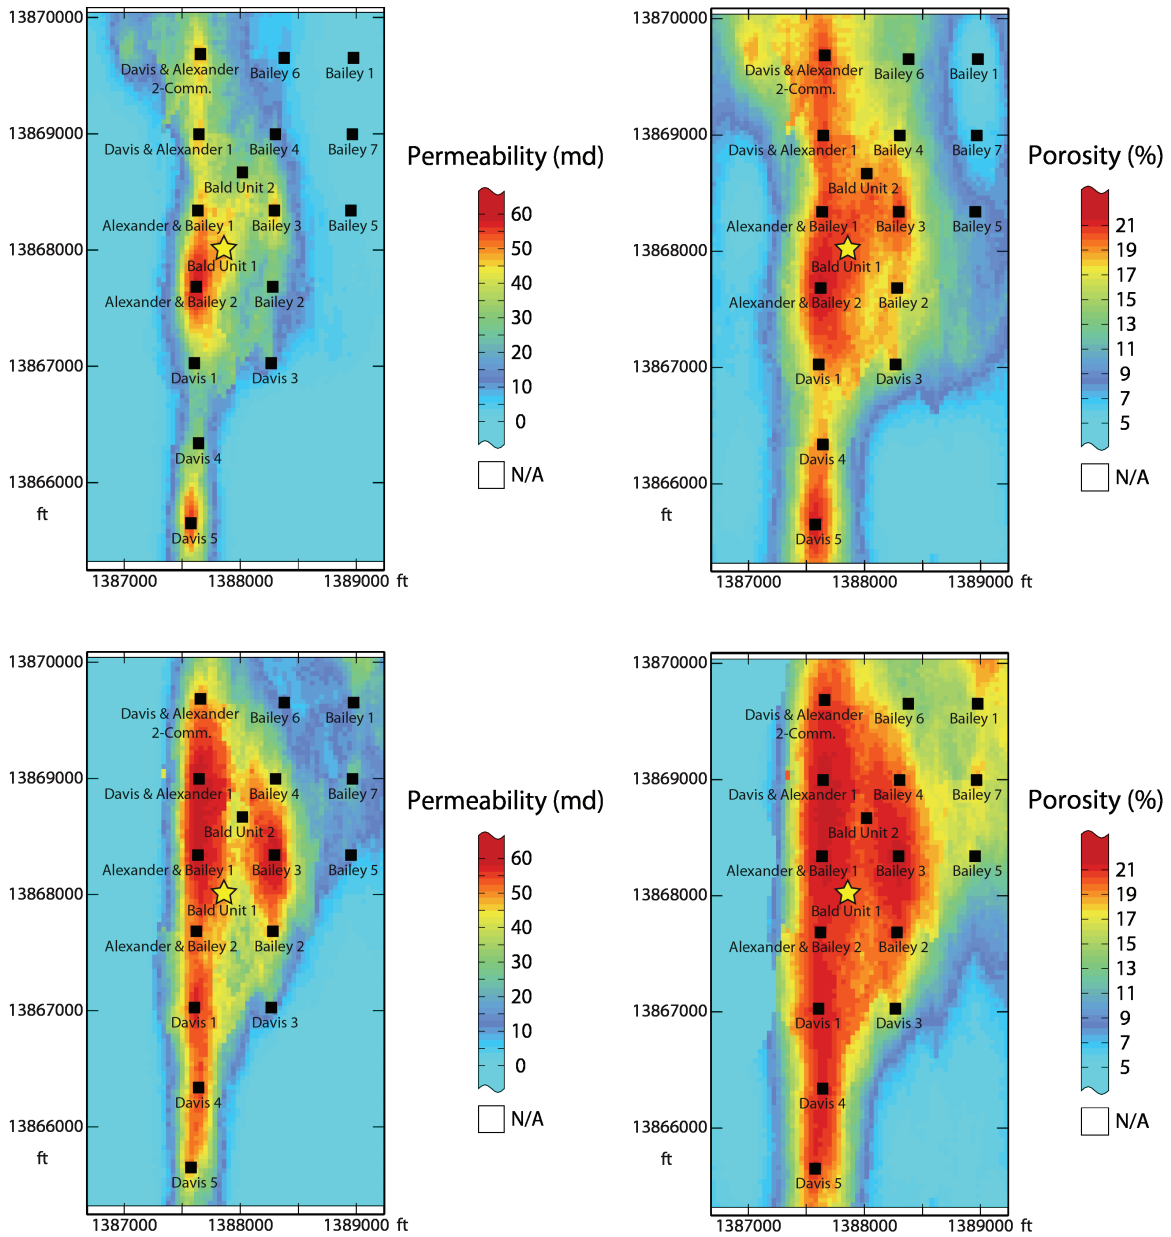 13870000
13869000
13868000
13867000
13866000
ft
1387000
1388000
1389000 ft
Davis & Alexander
2-Comm.
Bailey 6
Bailey 1
Davis & Alexander 1
Bailey 4
Bailey 7
Bald Unit 2
Alexander & Bailey 1
Bailey 3
Bailey 5
Bald Unit 1
Alexander & Bailey 2
Bailey 2
Davis 1
Davis 3
Davis 4
Davis 5
Permeability (md)
60
50
40
30
20
10
0
N/A
13870000
13869000
13868000
13867000
13866000
ft
1387000
1388000
1389000 ft
Davis & Alexander
2-Comm.
Bailey 6
Bailey 1
Davis & Alexander 1
Bailey 4
Bailey 7
Bald Unit 2
Alexander & Bailey 1
Bailey 3
Bailey 5
Bald Unit 1
Alexander & Bailey 2
Bailey 2
Davis 1
Davis 3
Davis 4
Davis 5
Porosity (%)
21
19
17
15
13
11
9
7
5
N/A
13870000
13869000
13868000
13867000
13866000
ft
1387000
1388000
1389000 ft
Davis & Alexander
2-Comm.
Bailey 6
Bailey 1
Davis & Alexander 1
Bailey 4
Bailey 7
Bald Unit 2
Alexander & Bailey 1
Bailey 3
Bailey 5
Bald Unit 1
Alexander & Bailey 2
Bailey 2
Davis 1
Davis 3
Davis 4
Davis 5
Permeability (md)
60
50
40
30
20
10
0
N/A
13870000
13869000
13868000
13867000
13866000
ft
1387000
1388000
1389000 ft
Davis & Alexander
2-Comm.
Bailey 6
Bailey 1
Davis & Alexander 1
Bailey 4
Bailey 7
Bald Unit 2
Alexander & Bailey 1
Bailey 3
Bailey 5
Bald Unit 1
Alexander & Bailey 2
Bailey 2
Davis 1
Davis 3
Davis 4
Davis 5
Porosity (%)
21
19
17
15
13
11
9
7
5
N/A